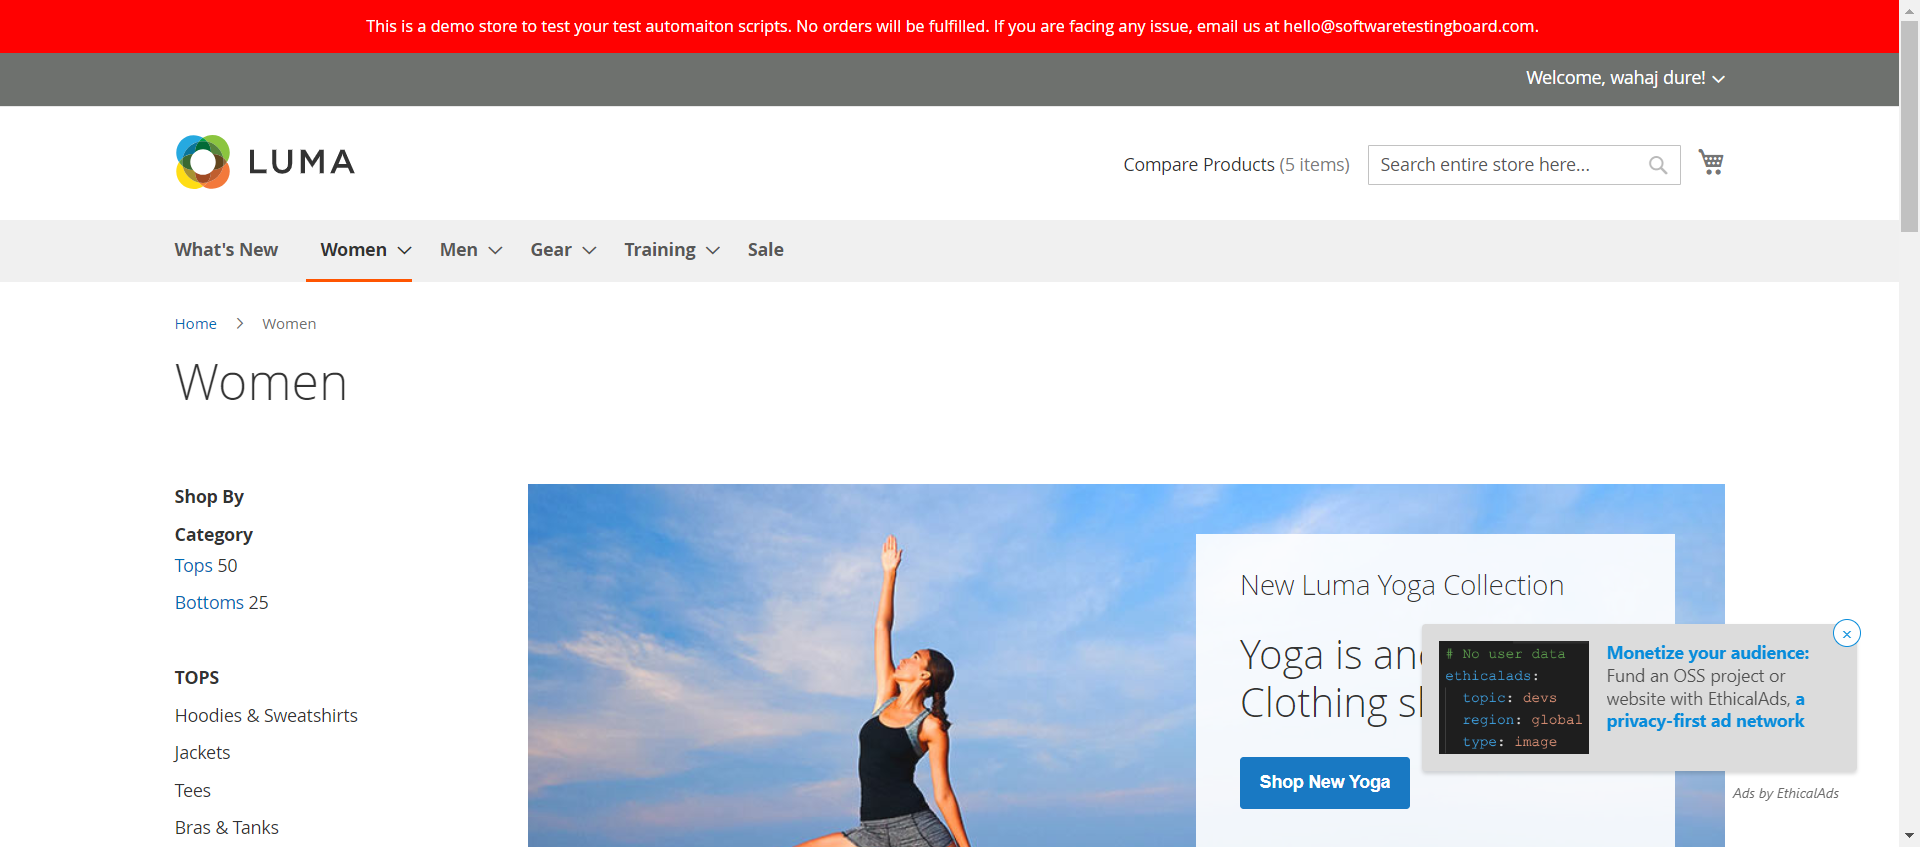 This is a demo store to test your test automaiton scripts. No orders will be fulfilled. If you are facing any issue, email us at hello@softwaretestingboard.com.
Welcome, wahaj dure!
LUMA
Compare Products (5 items)
Search entire store here...
What's New
Women
Men
Gear
Training
Sale
Home
Women
Women
Shop By
Category
Tops 50
Bottoms 25
TOPS
Hoodies & Sweatshirts
Jackets
Tees
Bras & Tanks
New Luma Yoga Collection
Yoga is
Clothing
Shop New Yoga
# No user data
ethicalads:
topic: devs
region: global
type: image
Monetize your audience:
Fund an OSS project or
website with EthicalAds, a
privacy-first ad network
Ads by EthicalAds